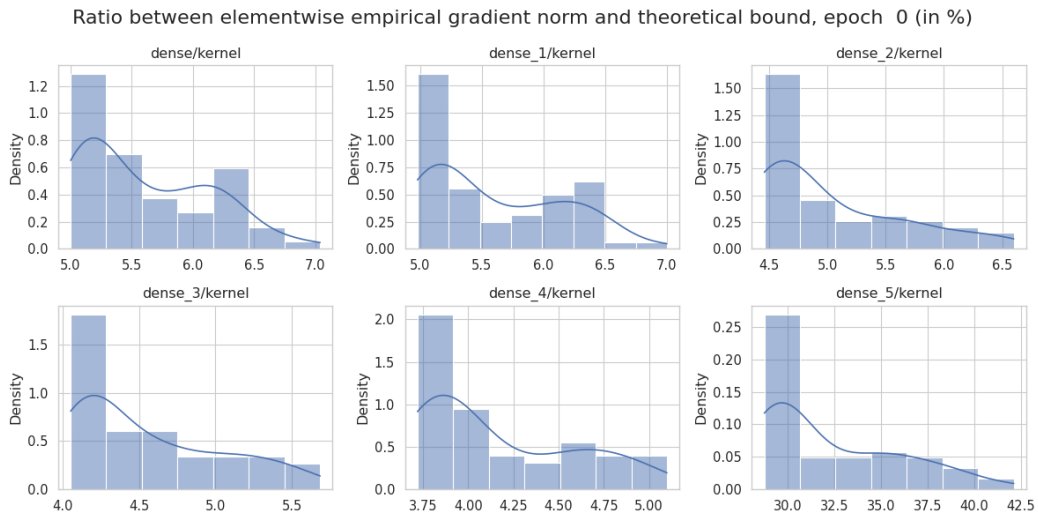 Ratio between elementwise empirical gradient norm and theoretical bound, epoch  0 (in %)
dense/kernel
Density
1.2
1.0
0.8
0.6
0.4
0.2
0.0
5.0 5.5 6.0 6.5 7.0
dense_1/kernel
Density
1.50
1.25
1.00
0.75
0.50
0.25
0.00
5.0 5.5 6.0 6.5 7.0
dense_2/kernel
Density
1.50
1.25
1.00
0.75
0.50
0.25
0.00
4.5 5.0 5.5 6.0 6.5
dense_3/kernel
Density
1.5
1.0
0.5
0.0
4.0 4.5 5.0 5.5
dense_4/kernel
Density
2.0
1.5
1.0
0.5
0.0
3.75 4.00 4.25 4.50 4.75 5.00
dense_5/kernel
Density
0.25
0.20
0.15
0.10
0.05
0.00
30.0 32.5 35.0 37.5 40.0 42.5